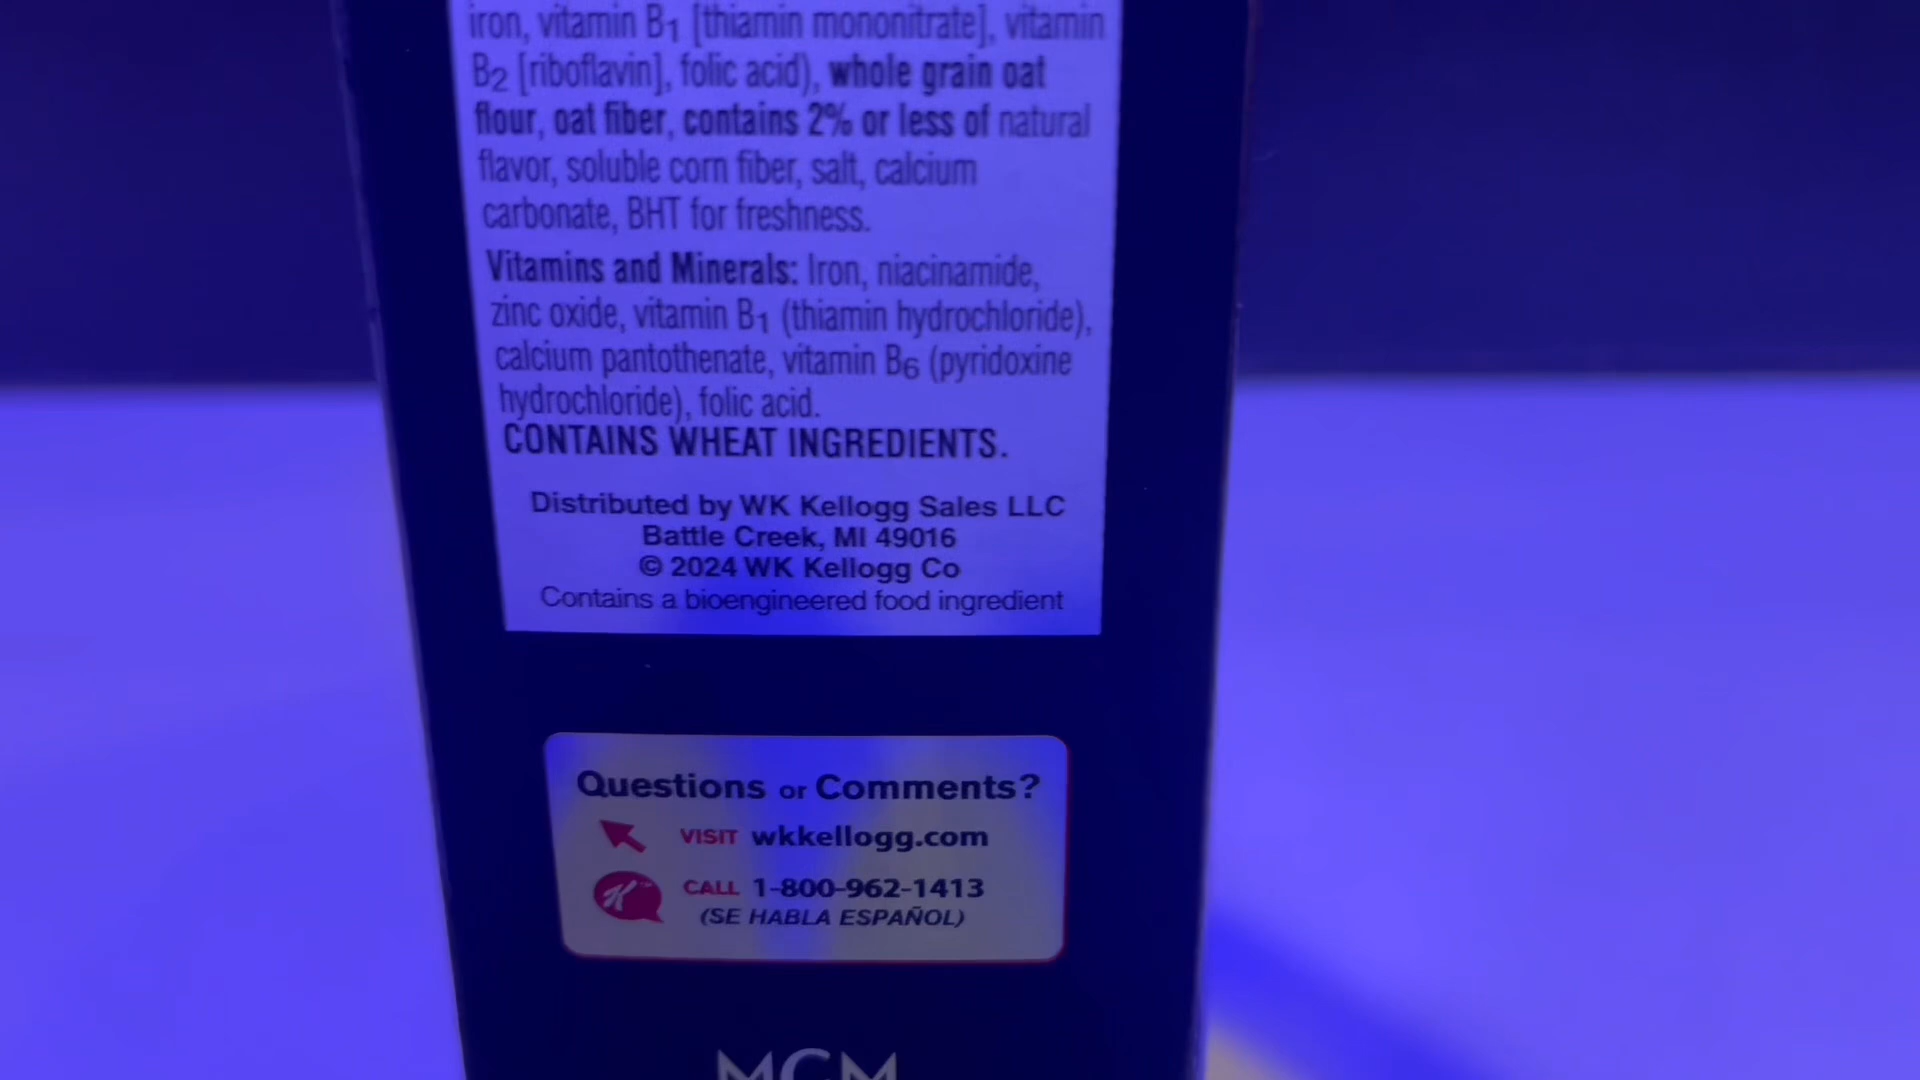 iron, vitamin B1 [thiamin mononitrate], vitamin
B2 [riboflavin], folic acid), whole grain oat
flour, oat fiber, contains 2% or less of natural
flavor, soluble corn fiber, salt, calcium
carbonate, BHT for freshness.
Vitamins and Minerals: Iron, niacinamide,
zinc oxide, vitamin B1 (thiamin hydrochloride),
calcium pantothenate, vitamin B6 (pyridoxine
hydrochloride), folic acid.
CONTAINS WHEAT INGREDIENTS.
Distributed by WK Kellogg Sales LLC
Battle Creek, MI 49016
© 2024 WK Kellogg Co
Contains a bioengineered food ingredient
Questions or Comments?
VISIT wkkellogg.com
K™ CALL 1-800-962-1413
(SE HABLA ESPAÑOL)
MCM